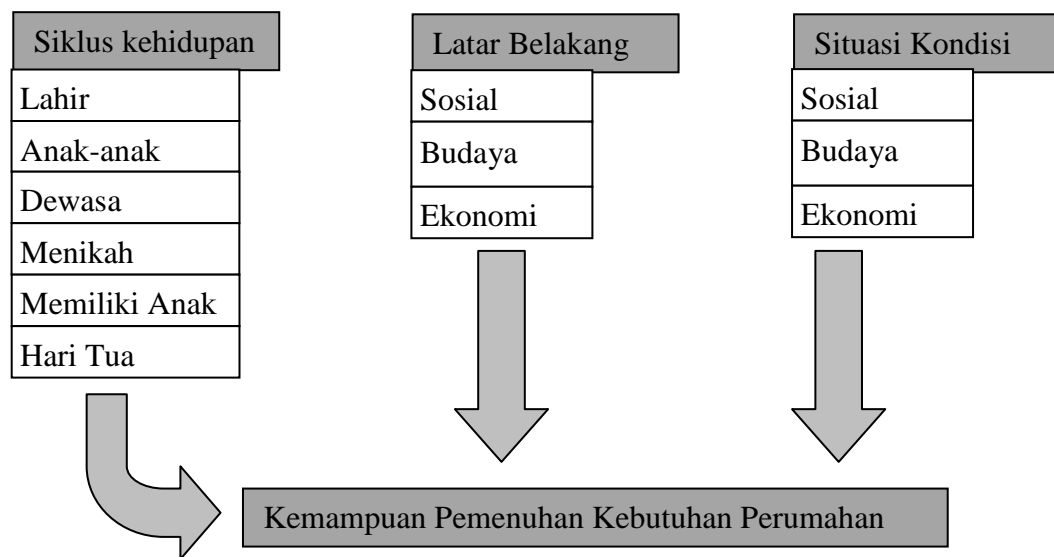 Siklus kehidupan
Lahir
Anak-anak
Dewasa
Menikah
Memiliki Anak
Hari Tua
Latar Belakang
Sosial
Budaya
Ekonomi
Situasi Kondisi
Sosial
Budaya
Ekonomi
Kemampuan Pemenuhan Kebutuhan Perumahan